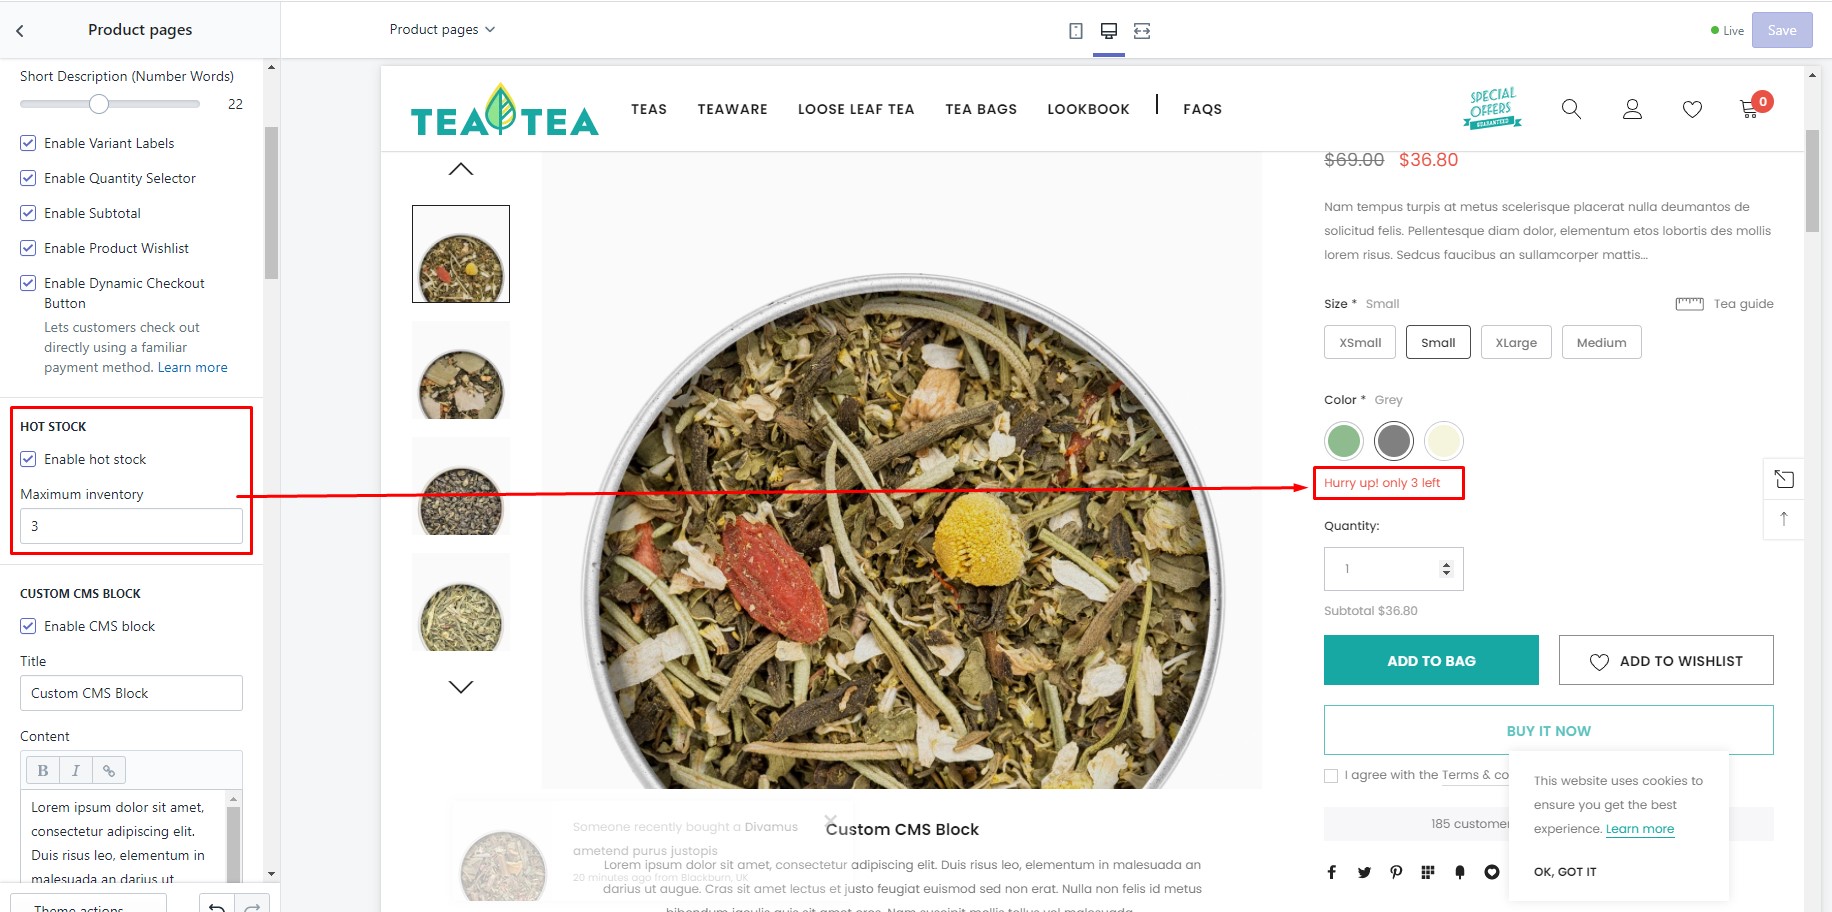 Product pages
Short Description (Number Words)
22
Enable Variant Labels
Enable Quantity Selector
Enable Subtotal
Enable Product Wishlist
Enable Dynamic Checkout
Button
Lets customers check out
directly using a familiar
payment method. Learn more
HOT STOCK
Enable hot stock
Maximum inventory
3
CUSTOM CMS BLOCK
Enable CMS block
Title
Custom CMS Block
Content
B I
Lorem ipsum dolor sit amet,
consectetur adipiscing elit.
Duis risus leo, elementum in
malesuada an darius ut
Theme actions
Product pages
Live
Save
TEA TEA
TEAS
TEAWARE
LOOSE LEAF TEA
TEA BAGS
LOOKBOOK
FAQS
SPECIAL
OFFERS
GUARANTEED
0
$69.00 $36.80
Nam tempus turpis at metus scelerisque placerat nulla deumantos de
solicitud felis. Pellentesque diam dolor, elementum etos lobortis des mollis
lorem risus. Sedcus faucibus an sullamcorper mattis...
Size * Small
Tea guide
XSmall
Small
XLarge
Medium
Color * Grey
Hurry up! only 3 left
Quantity:
1
Subtotal $36.80
ADD TO BAG
ADD TO WISHLIST
BUY IT NOW
I agree with the Terms & co
185 customer
This website uses cookies to
ensure you get the best
experience. Learn more
OK, GOT IT
Someone recently bought a Divamus
ametend purus justopis
20 minutes ago from Blackburn, UK
Custom CMS Block
Lorem ipsum dolor sit amet, consectetur adipiscing elit. Duis risus leo, elementum in malesuada an
darius ut augue. Cras sit amet lectus et justo feugiat euismod sed non erat. Nulla non felis id metus
bibendum iaculis quis sit amet eros. Nam suscipit mollis tellus vel malesuada.